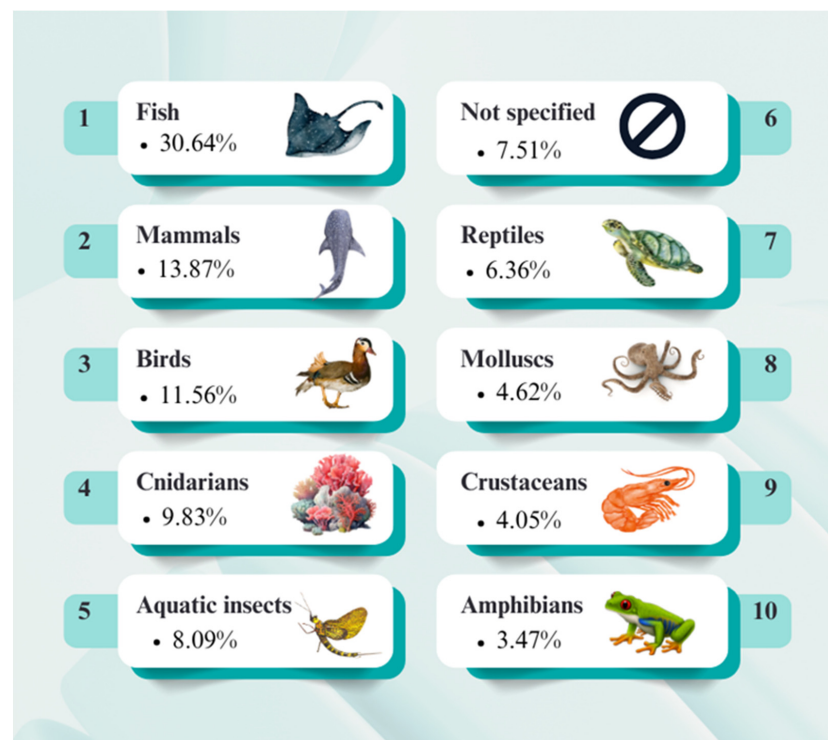 1
Fish
• 30.64%
2
Mammals
• 13.87%
3
Birds
• 11.56%
4
Cnidarians
• 9.83%
5
Aquatic insects
• 8.09%
6
Not specified
• 7.51%
7
Reptiles
• 6.36%
8
Molluscs
• 4.62%
9
Crustaceans
• 4.05%
10
Amphibians
• 3.47%